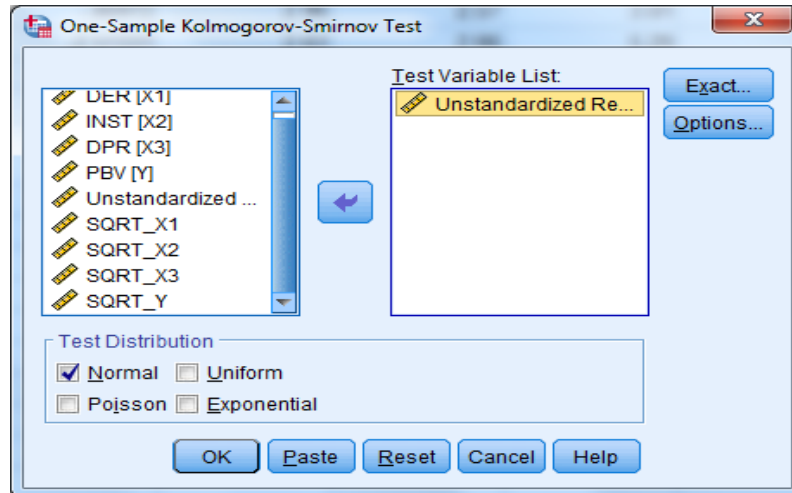 One-Sample Kolmogorov-Smirnov Test
Test Variable List:
DER [X1]
INST [X2]
DPR [X3]
PBV [Y]
Unstandardized ...
SQRT_X1
SQRT_X2
SQRT_X3
SQRT_Y
Unstandardized Re...
Exact...
Options...
Test Distribution
Normal
Uniform
Poisson
Exponential
OK
Paste
Reset
Cancel
Help